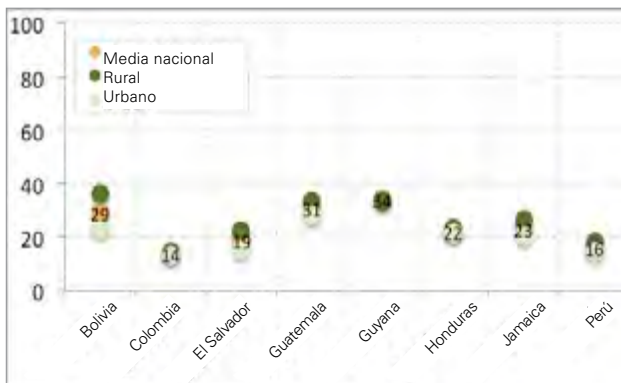 100
80
60
40
20
0
Media nacional
Rural
Urbano
29
14
19
31
34
22
23
16
Bolivia
Colombia
El Salvador
Guatemala
Guyana
Honduras
Jamaica
Perú